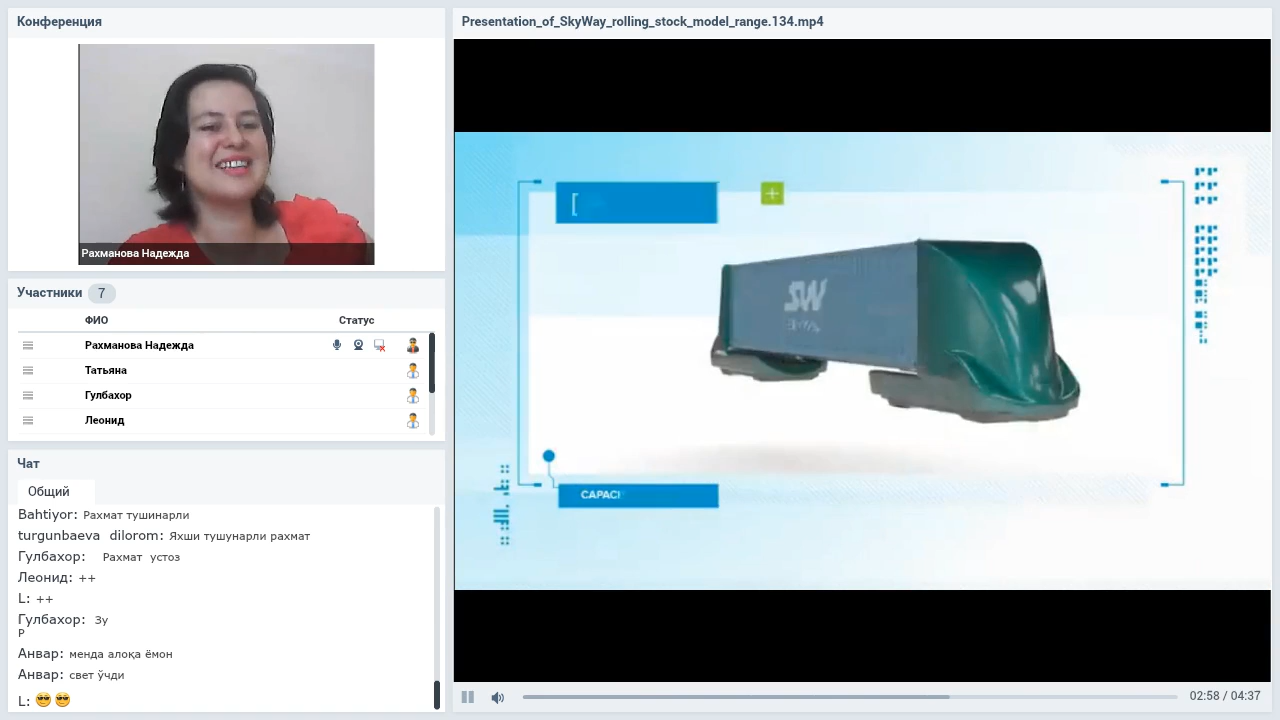 Конференция
Рахманова Надежда
Участники 7
ФИО Статус
Рахманова Надежда
Татьяна
Гулбахор
Леонид
Чат
Общий
Bahtiyor: Рахмат тушинарли
turgunbaeva dilorom: Яхши тушунарли рахмат
Гулбахор: Рахмат устоз
Леонид: ++
L: ++
Гулбахор: Зу
Р
Анвар: менда алоқа ёмон
Анвар: свет ўчди
L: 😎 😎
Presentation_of_SkyWay_rolling_stock_model_range.134.mp4
[
SW
CAPACI
02:58 / 04:37